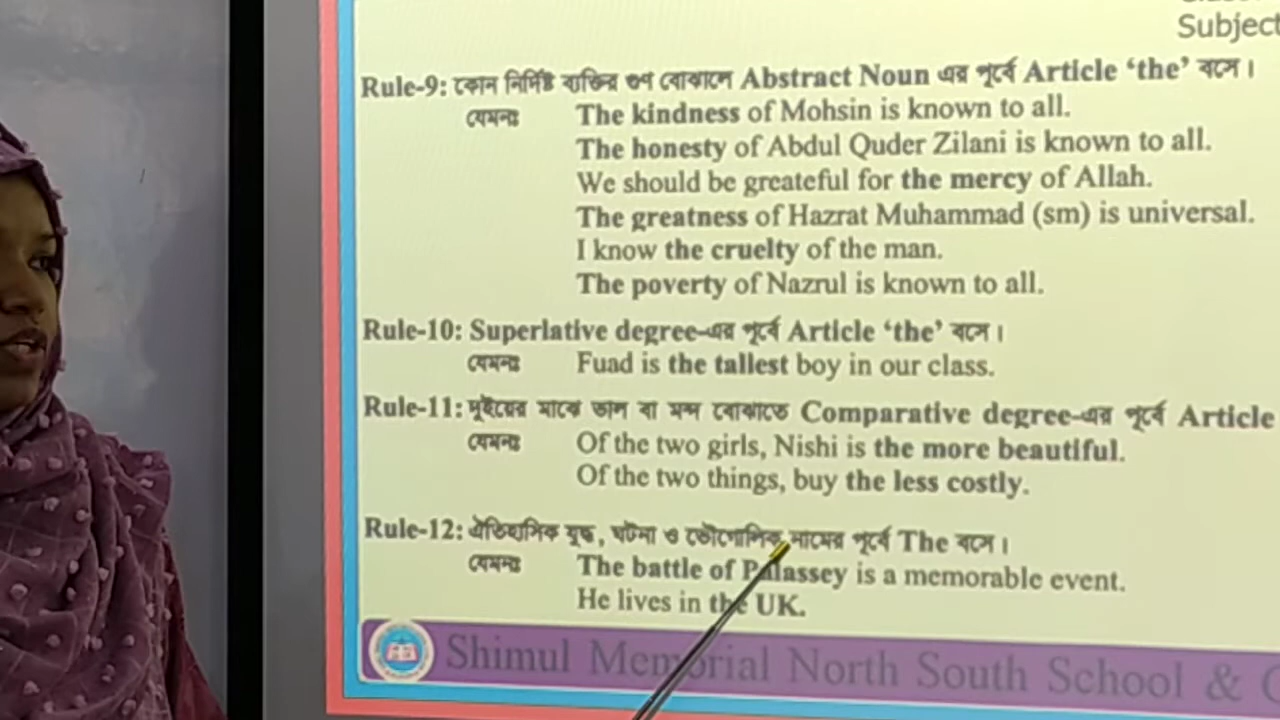 Subject
Rule-9: কোন নির্দিষ্ট ব্যক্তির গুণ বোঝালে Abstract Noun এর পূর্বে Article ‘the’ বসে।
যেমনঃ The kindness of Mohsin is known to all.
The honesty of Abdul Quder Zilani is known to all.
We should be greateful for the mercy of Allah.
The greatness of Hazrat Muhammad (sm) is universal.
I know the cruelty of the man.
The poverty of Nazrul is known to all.
Rule-10: Superlative degree-এর পূর্বে Article ‘the’ বসে।
যেমনঃ Fuad is the tallest boy in our class.
Rule-11: দুইয়ের মাঝে ভাল বা মন্দ বোঝাতে Comparative degree-এর পূর্বে Article
যেমনঃ Of the two girls, Nishi is the more beautiful.
Of the two things, buy the less costly.
Rule-12: ঐতিহাসিক যুদ্ধ, ঘটনা ও ভৌগোলিক নামের পূর্বে The বসে।
যেমনঃ The battle of Palassey is a memorable event.
He lives in the UK.
Shimul Memorial North South School &